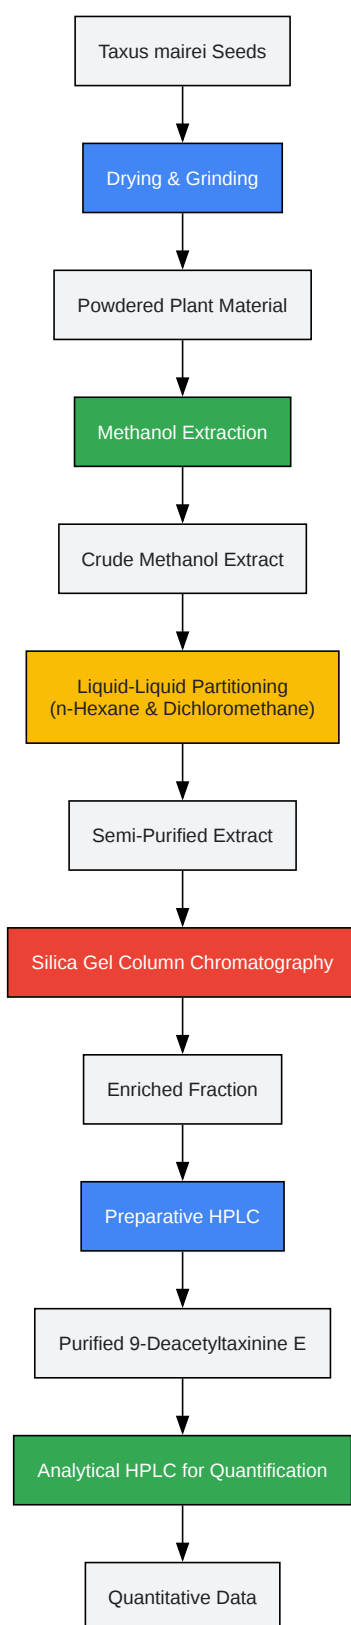 Taxus mairei Seeds
Drying & Grinding
Powdered Plant Material
Methanol Extraction
Crude Methanol Extract
Liquid-Liquid Partitioning
(n-Hexane & Dichloromethane)
Semi-Purified Extract
Silica Gel Column Chromatography
Enriched Fraction
Preparative HPLC
Purified 9-Deacetyltaxinine E
Analytical HPLC for Quantification
Quantitative Data